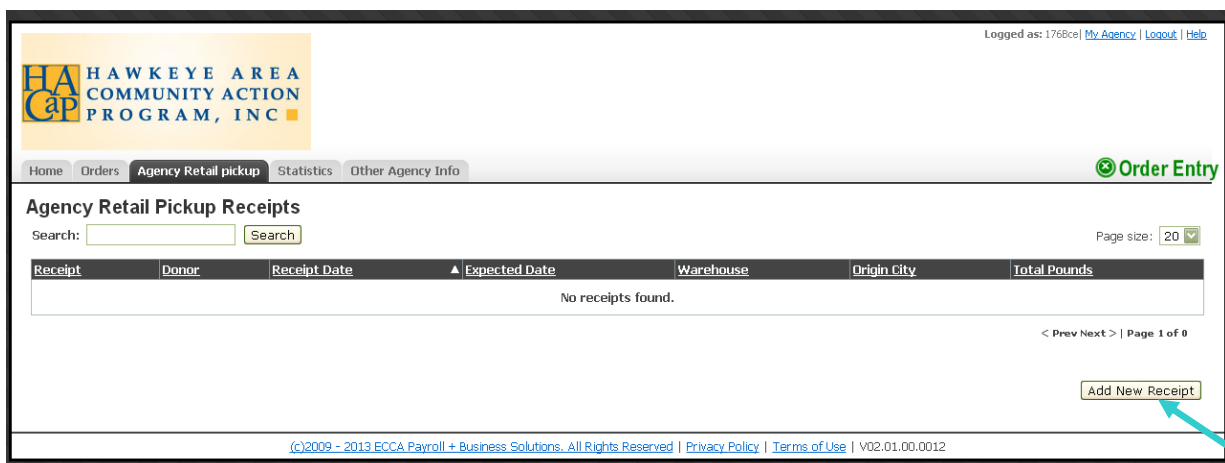 Logged as: 176Bce| My Agency | Logout | Help
HACaP
HAWKEYE AREA
COMMUNITY ACTION
PROGRAM, INC
Home Orders Agency Retail pickup Statistics Other Agency Info
Order Entry
Agency Retail Pickup Receipts
Search: Search Page size: 20
Receipt Donor Receipt Date Expected Date Warehouse Origin City Total Pounds
No receipts found.
< Prev Next > | Page 1 of 0
Add New Receipt
(c)2009 - 2013 ECCA Payroll + Business Solutions. All Rights Reserved | Privacy Policy | Terms of Use | V02.01.00.0012